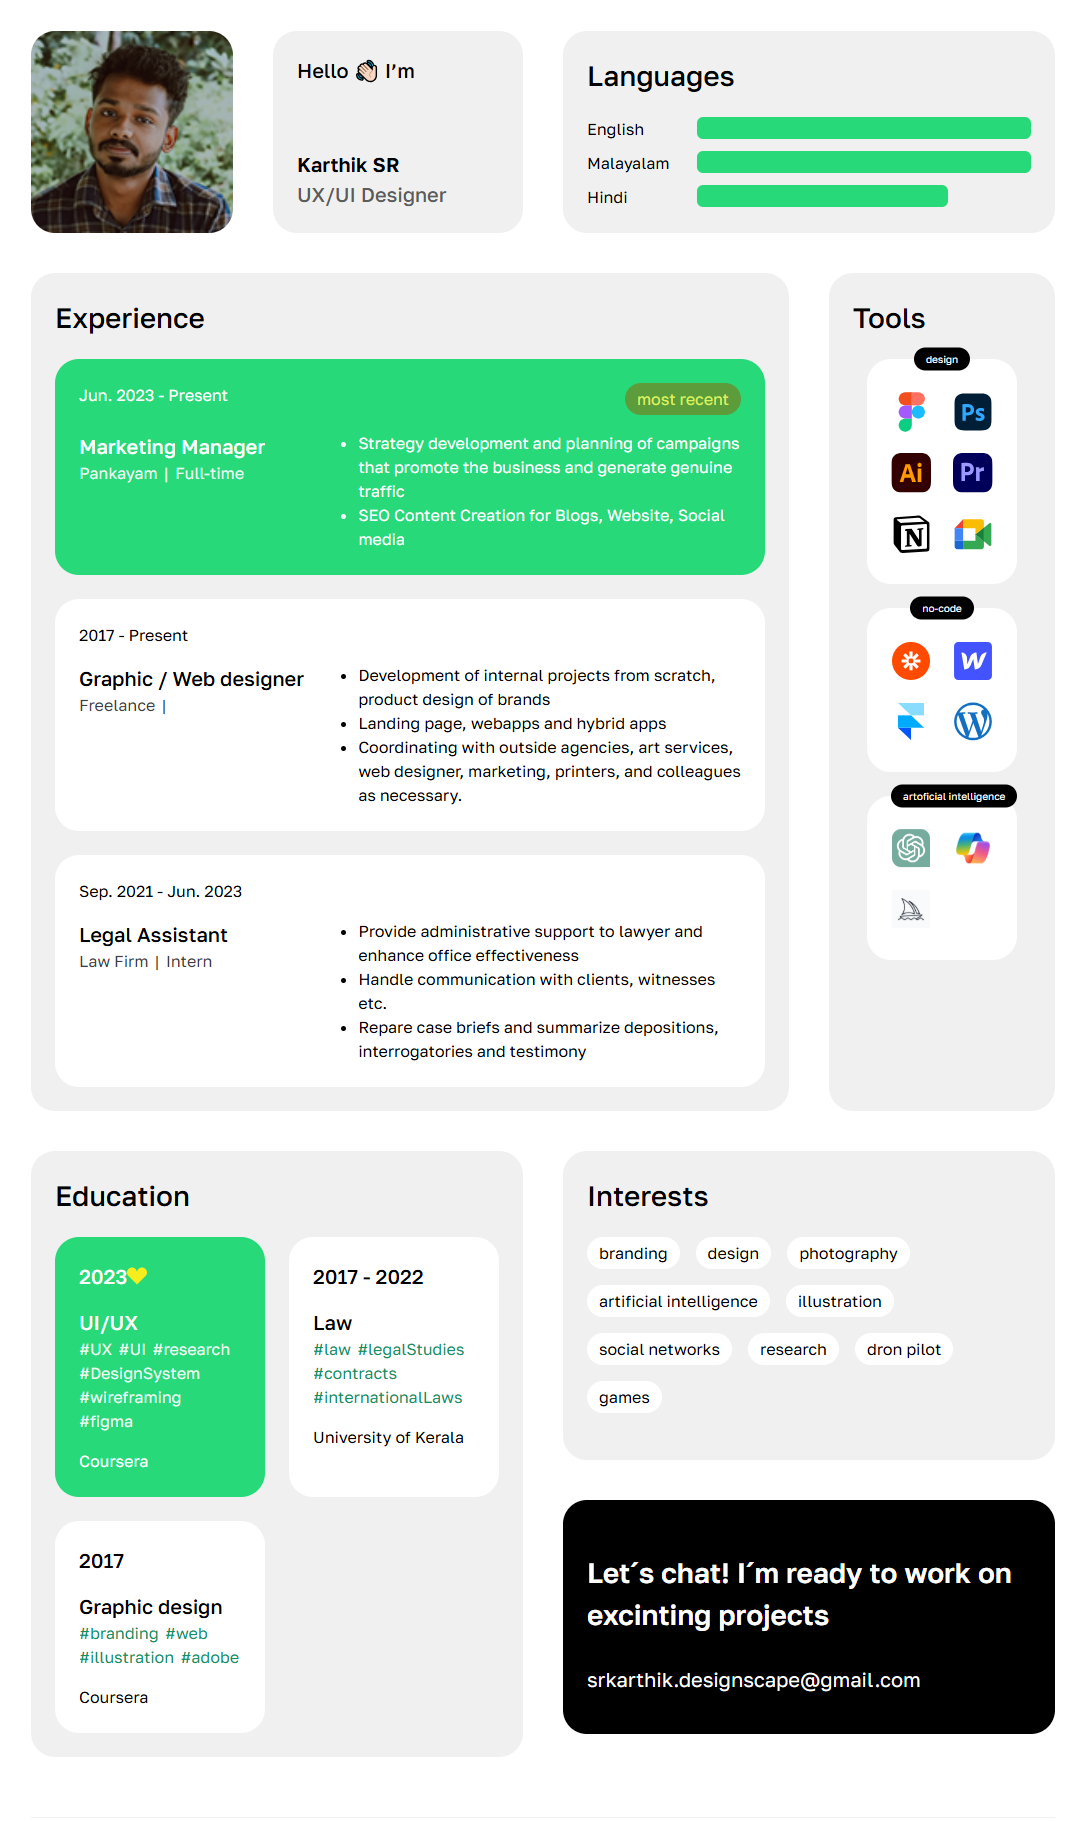 Hello 👋🏻 I’m
Karthik SR
UX/UI Designer
Languages
English
Malayalam
Hindi
Experience
Jun. 2023 - Present
most recent
Marketing Manager
Pankayam | Full-time
Strategy development and planning of campaigns
that promote the business and generate genuine
traffic
SEO Content Creation for Blogs, Website, Social
media
2017 - Present
Graphic / Web designer
Freelance |
Development of internal projects from scratch,
product design of brands
Landing page, webapps and hybrid apps
Coordinating with outside agencies, art services,
web designer, marketing, printers, and colleagues
as necessary.
Sep. 2021 - Jun. 2023
Legal Assistant
Law Firm | Intern
Provide administrative support to lawyer and
enhance office effectiveness
Handle communication with clients, witnesses
etc.
Repare case briefs and summarize depositions,
interrogatories and testimony
Tools
design
Ps
Ai
Pr
N
no-code
W
W
artoficial intelligence
Education
2023💛
UI/UX
#UX #UI #research
#DesignSystem
#wireframing
#figma
Coursera
2017 - 2022
Law
#law #legalStudies
#contracts
#internationalLaws
University of Kerala
2017
Graphic design
#branding #web
#illustration #adobe
Coursera
Interests
branding
design
photography
artificial intelligence
illustration
social networks
research
dron pilot
games
Let´s chat! I´m ready to work on
excinting projects
srkarthik.designscape@gmail.com